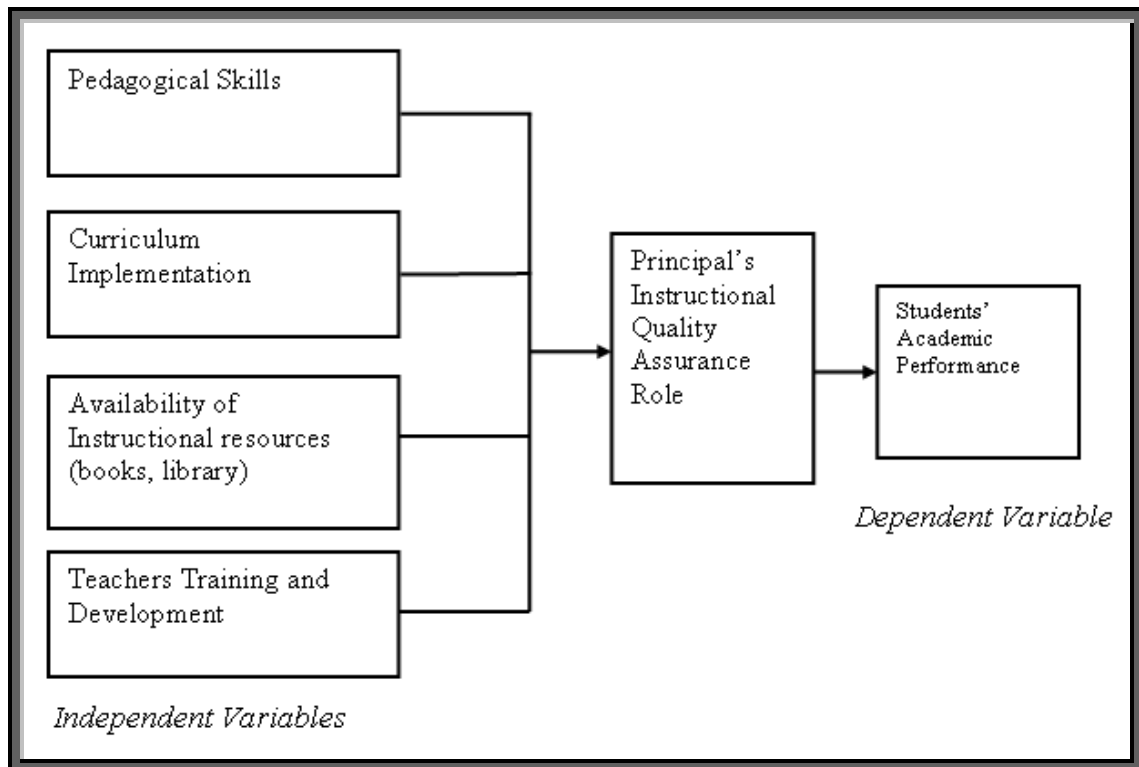 Pedagogical Skills
Curriculum
Implementation
Availability of
Instructional resources
(books, library)
Teachers Training and
Development
Independent Variables
Principal's
Instructional
Quality
Assurance
Role
Students'
Academic
Performance
Dependent Variable